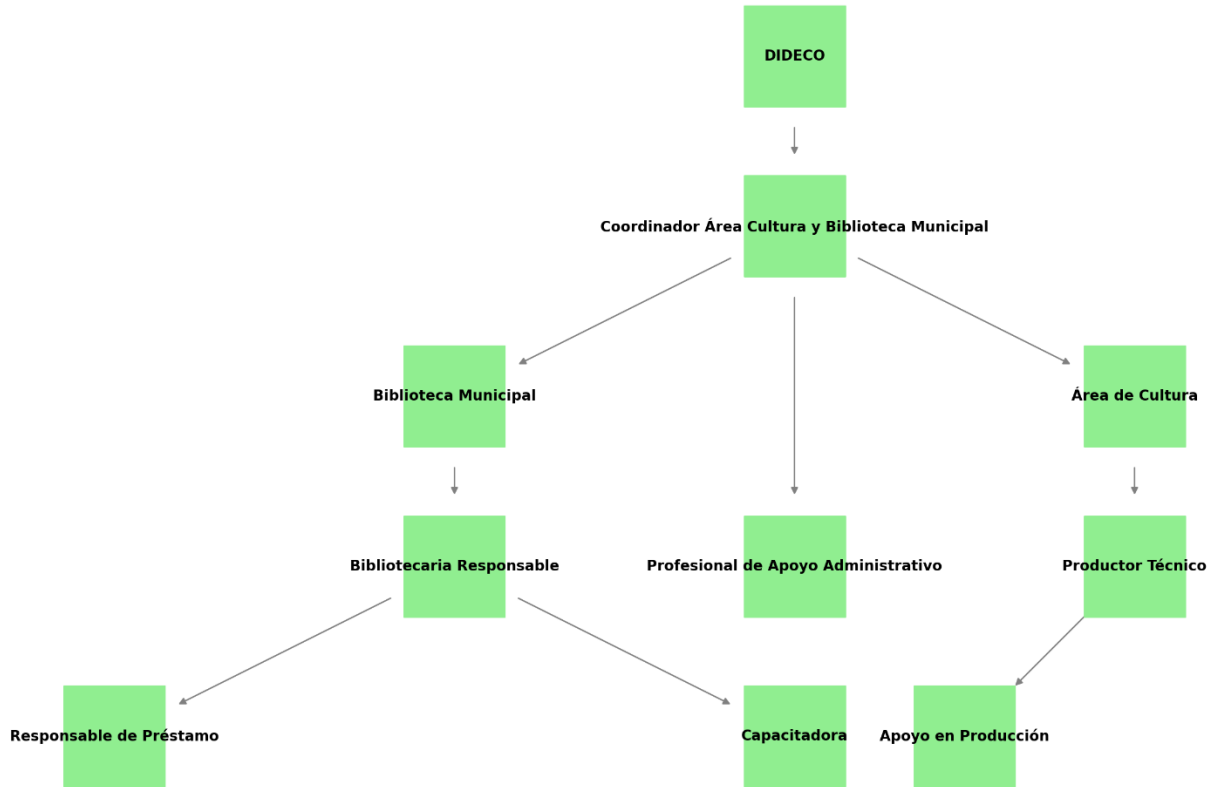 DIDECO
Coordinador Área Cultura y Biblioteca Municipal
Biblioteca Municipal
Área de Cultura
Bibliotecaria Responsable
Profesional de Apoyo Administrativo
Productor Técnico
Responsable de Préstamo
Capacitadora
Apoyo en Producción